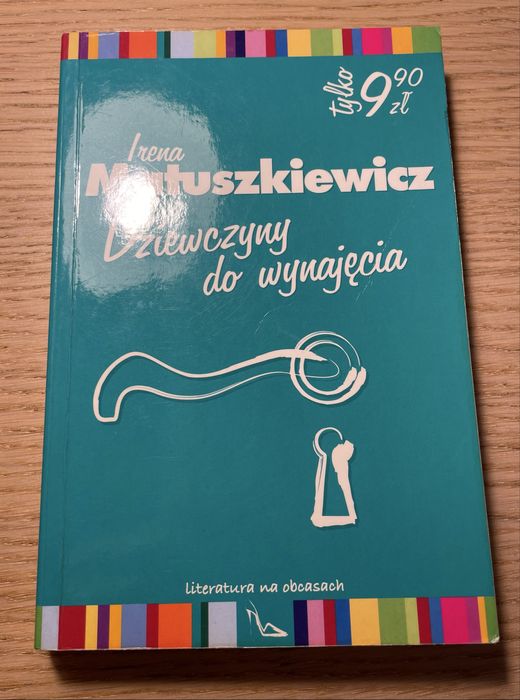 tylko 9 90 zł
Irena
Matuszkiewicz
Dziewczyny
do wynajęcia
literatura na obcasach